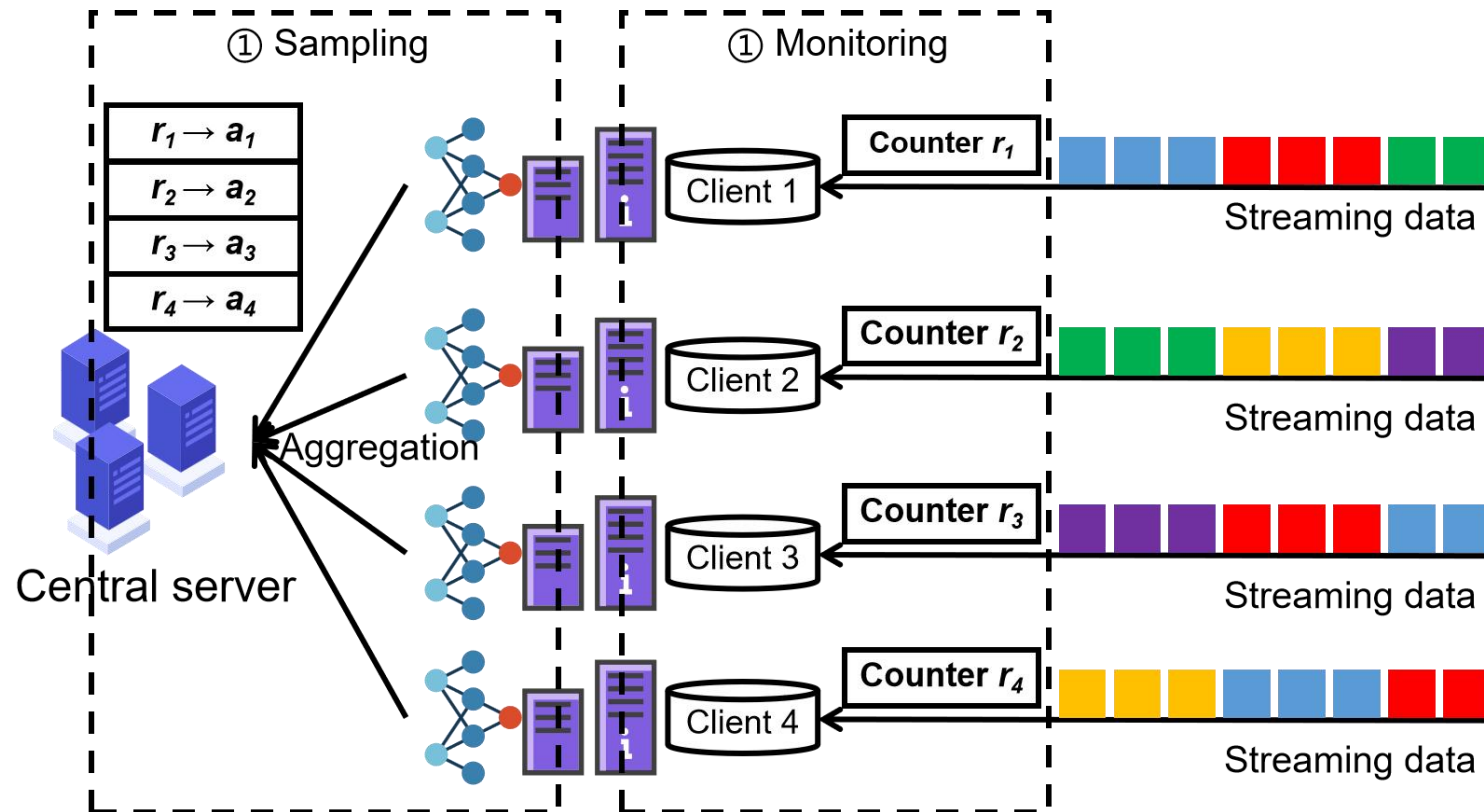 ① Sampling
① Monitoring
r1 → a1
r2 → a2
r3 → a3
r4 → a4
Counter r1
Client 1
Streaming data
Counter r2
Client 2
Streaming data
Aggregation
Counter r3
Client 3
Streaming data
Central server
Counter r4
Client 4
Streaming data